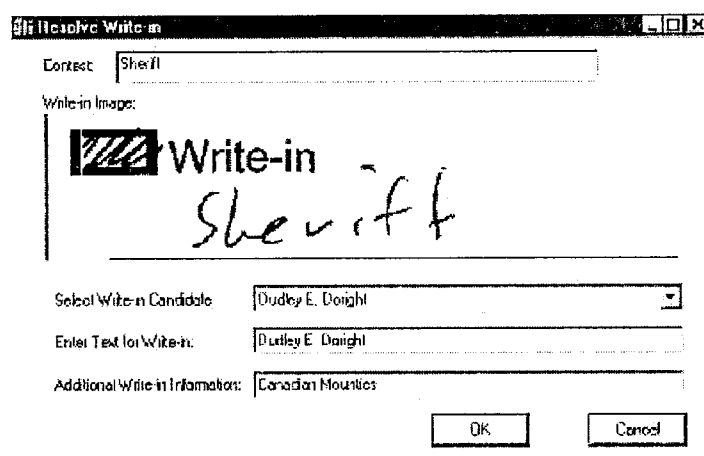 Resolve Write-in
Contest: Sheriff
Write-in Image:
Write-in
Sheriff
Select Write-in Candidate: Dudley E. Doright
Enter Text for Write-in: Dudley E. Doright
Additional Write-in Information: Canadian Mounties
OK Cancel